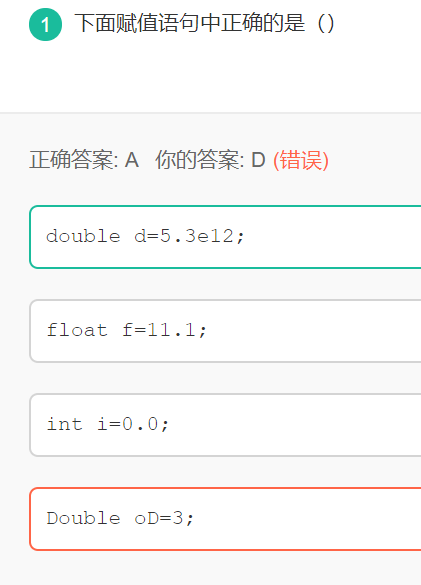 1 下面赋值语句中正确的是（）
正确答案: A 你的答案: D (错误)
double d=5.3e12;
float f=11.1;
int i=0.0;
Double oD=3;